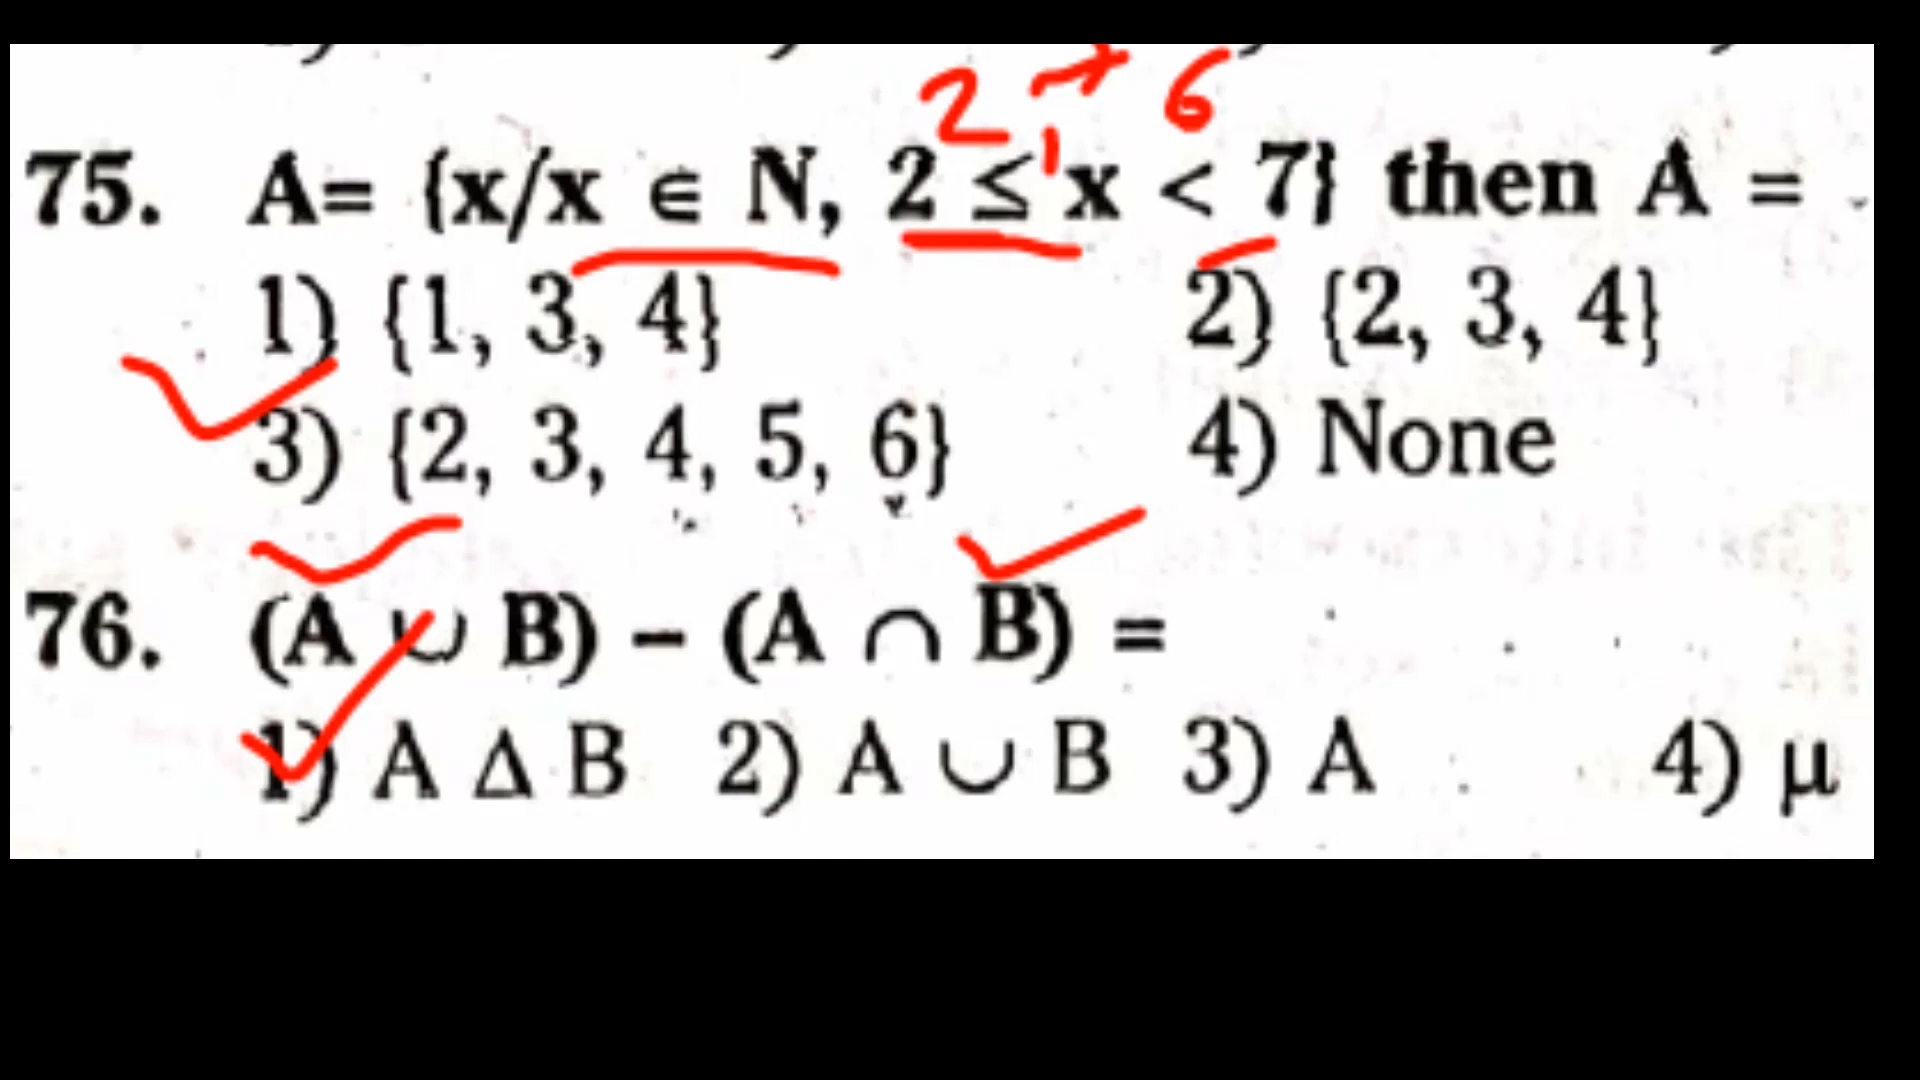 2 → 6
75. A= {x/x ∈ N, 2 ≤ x < 7} then A =
1) {1, 3, 4} 2) {2, 3, 4}
3) {2, 3, 4, 5, 6} 4) None
76. (A ∪ B) – (A ∩ B) =
1) A Δ B 2) A ∪ B 3) A 4) μ